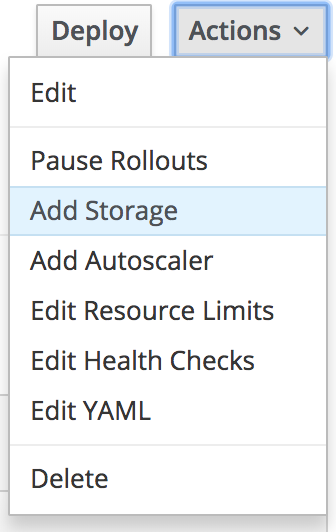 Deploy Actions
Edit
Pause Rollouts
Add Storage
Add Autoscaler
Edit Resource Limits
Edit Health Checks
Edit YAML
Delete